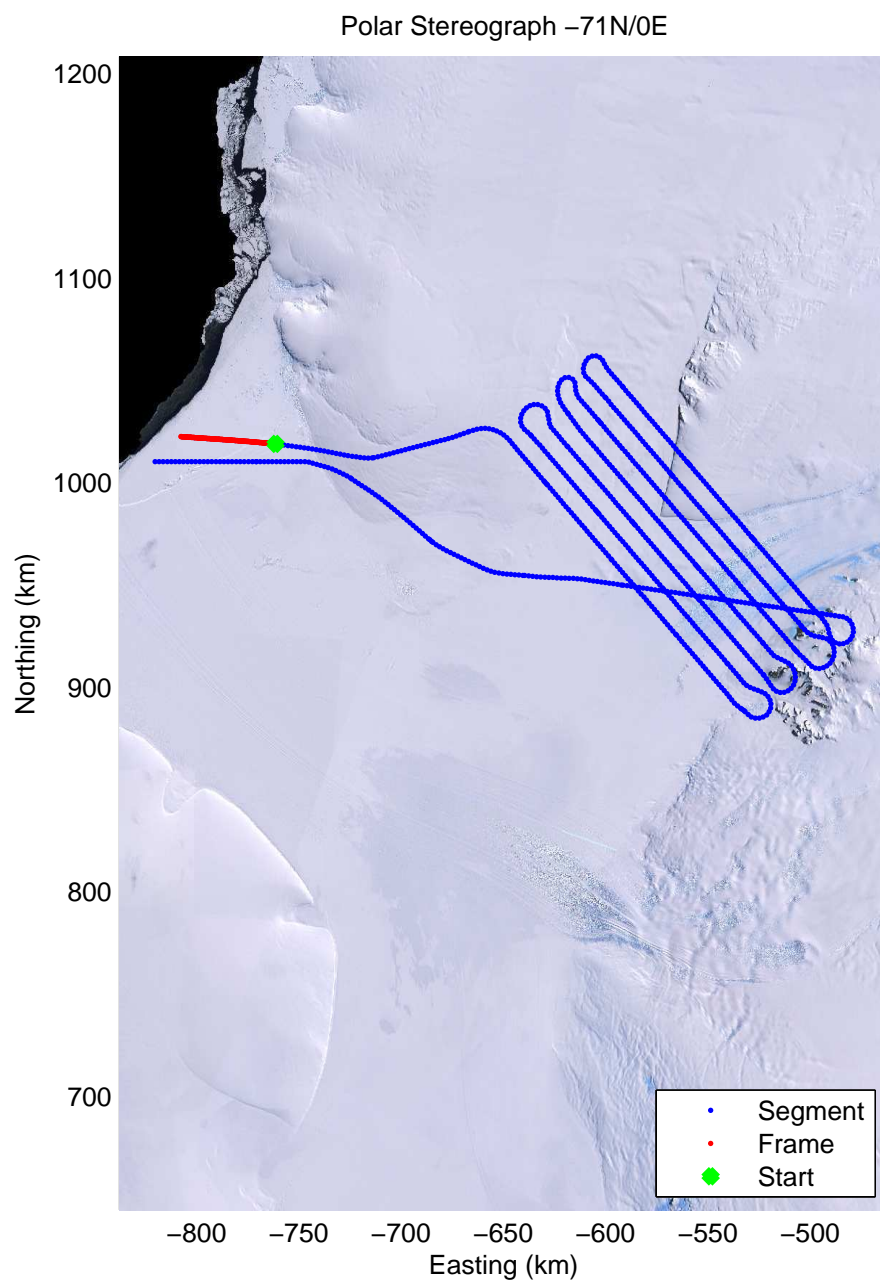 Polar Stereograph −71N/0E
1200
1100
1000
900
800
700
Northing (km)
−800
−750
−700
−650
−600
−550
−500
Easting (km)
Segment
Frame
Start